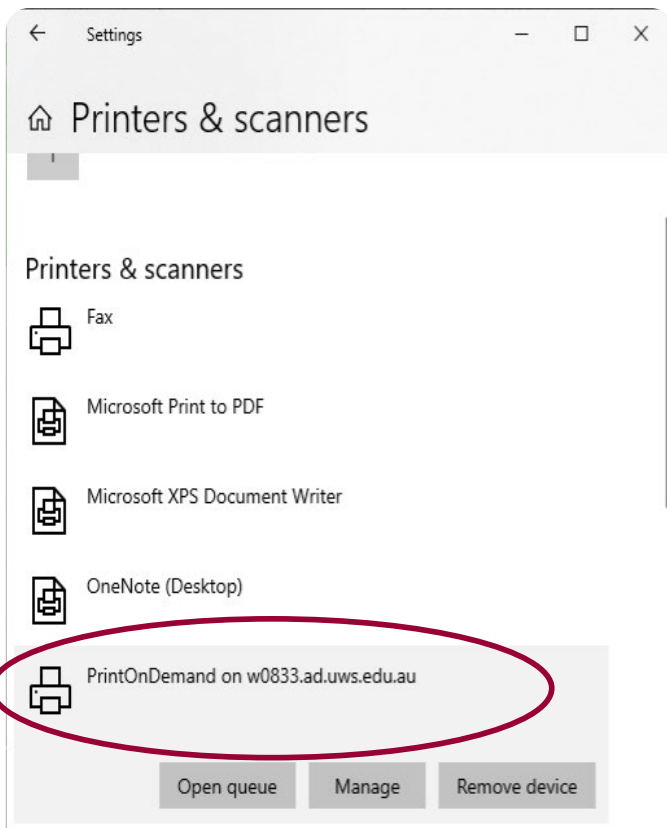 Settings
Printers & scanners
Printers & scanners
Fax
Microsoft Print to PDF
Microsoft XPS Document Writer
OneNote (Desktop)
PrintOnDemand on w0833.ad.uws.edu.au
Open queue Manage Remove device